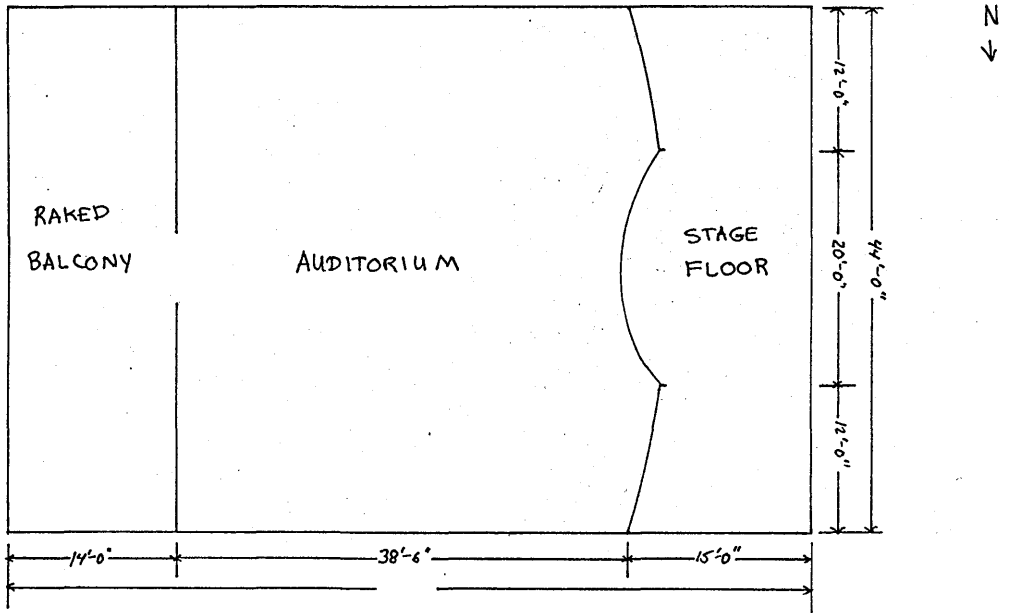 N
12'-0"
RAKED
BALCONY
AUDITORIUM
STAGE
FLOOR
20'-0"
44'-0"
12'-0"
14'-0"
38'-6"
15'-0"